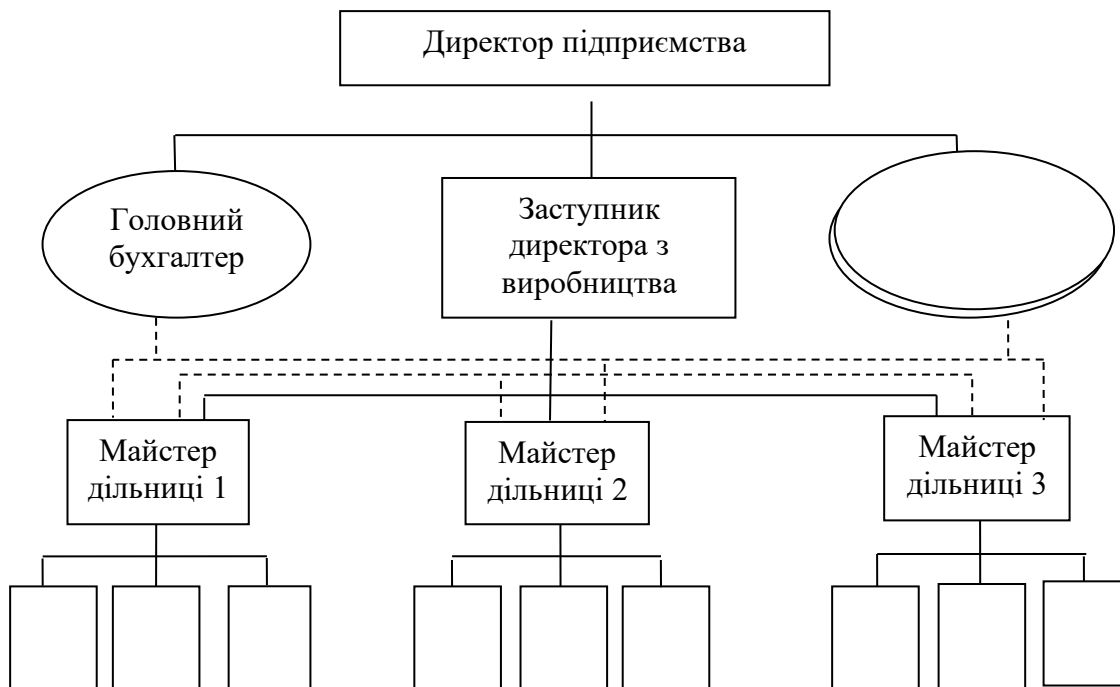 Директор підприємства
Головний
бухгалтер
Заступник
директора з
виробництва
Майстер
дільниці 1
Майстер
дільниці 2
Майстер
дільниці 3